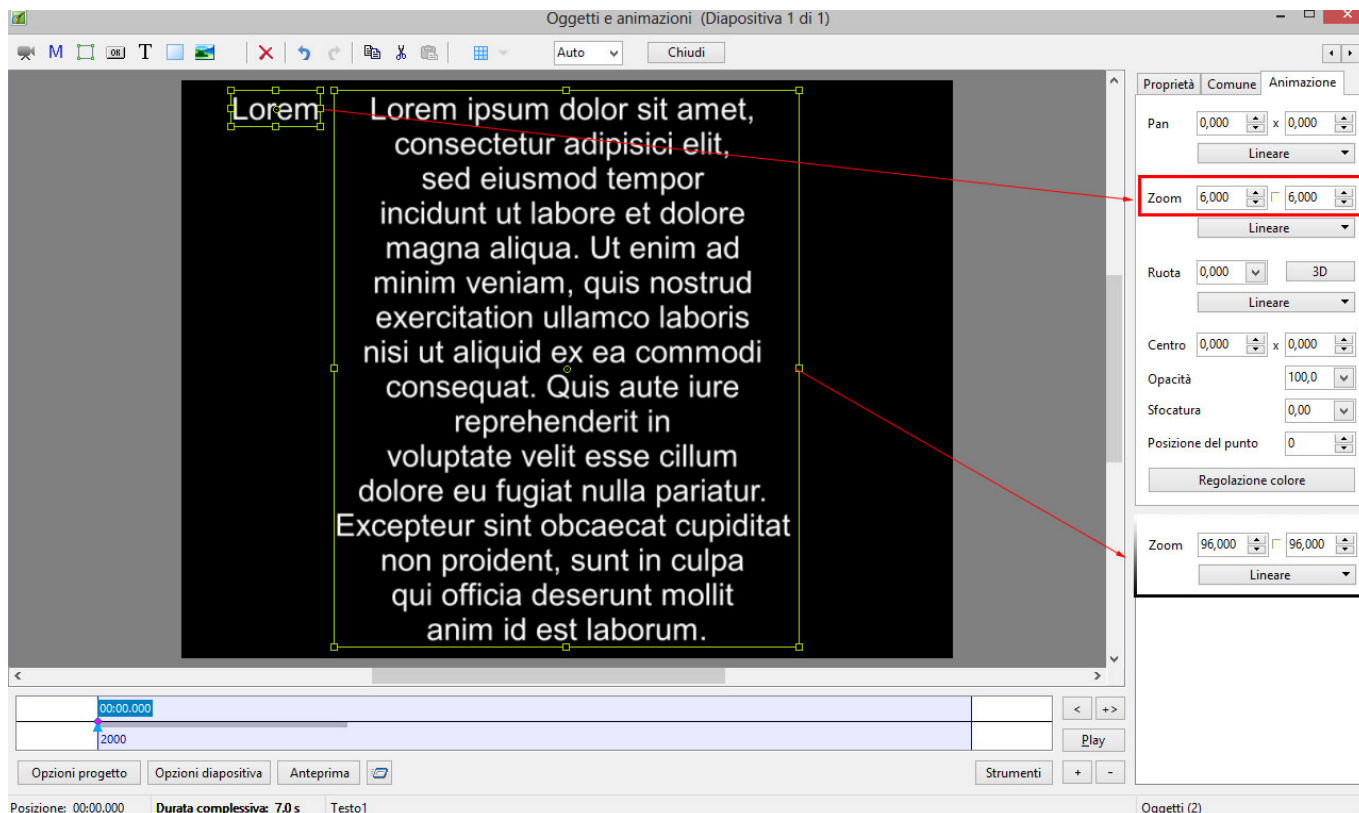 Oggetti e animazioni (Diapositiva 1 di 1)
M OK T Auto Chiudi
Proprietà Comune Animazione
Lorem
Lorem ipsum dolor sit amet,
consectetur adipisici elit,
sed eiusmod tempor
incidunt ut labore et dolore
magna aliqua. Ut enim ad
minim veniam, quis nostrud
exercitation ullamco laboris
nisi ut aliquid ex ea commodi
consequat. Quis aute iure
reprehenderit in
voluptate velit esse cillum
dolore eu fugiat nulla pariatur.
Excepteur sint obcaecat cupiditat
non proident, sunt in culpa
qui officia deserunt mollit
anim id est laborum.
Pan 0,000 x 0,000
Lineare
Zoom 6,000 6,000
Lineare
Ruota 0,000 3D
Lineare
Centro 0,000 x 0,000
Opacità 100,0
Sfocatura 0,00
Posizione del punto 0
Regolazione colore
Zoom 96,000 96,000
Lineare
00:00.000
2000
< +>
Play
Opzioni progetto Opzioni diapositiva Anteprima Strumenti + -
Posizione: 00:00.000 Durata complessiva: 7.0 s Testo1 Oggetti (2)